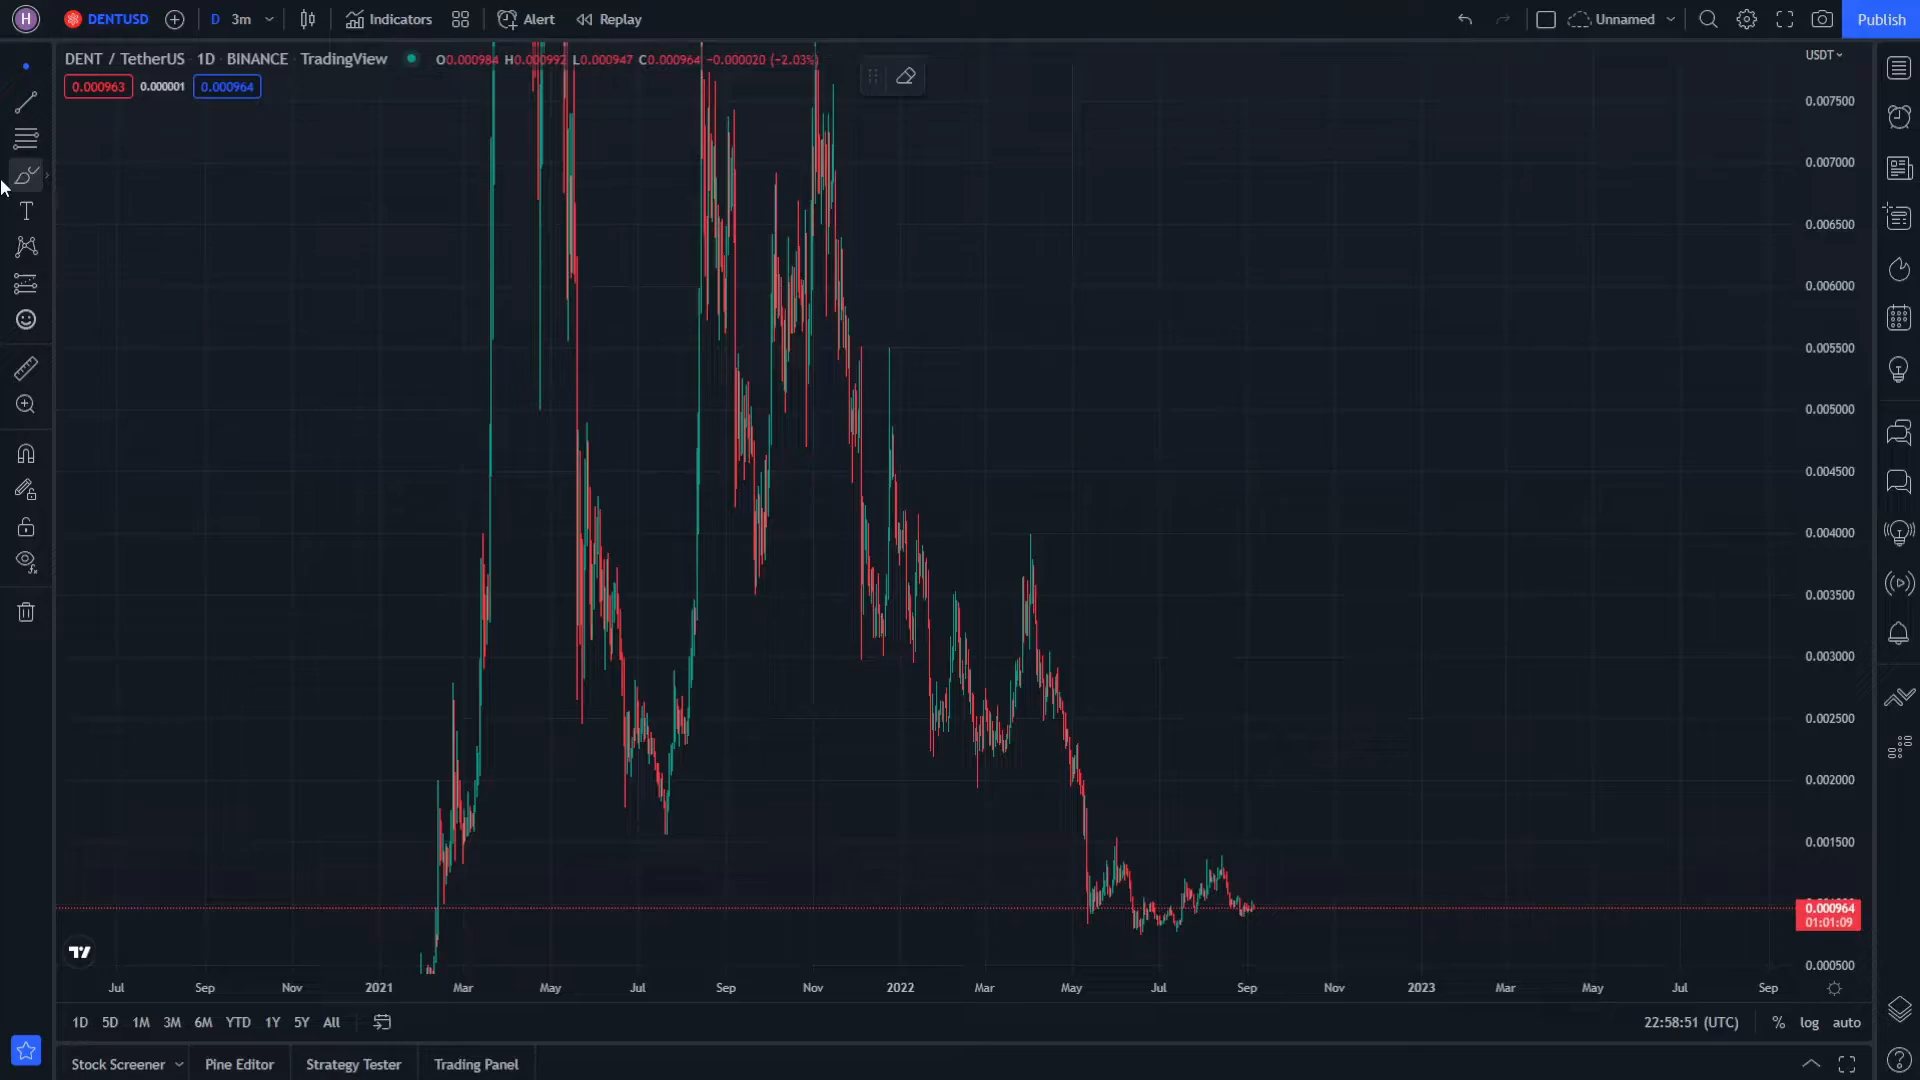 H DENTUSD D 3m Indicators Alert Replay Unnamed Publish
DENT / TetherUS 1D BINANCE TradingView O0.000984 H0.000992 L0.000947 C0.000964 −0.000020 (−2.03%)
USDT
0.000963 0.000001 0.000964
0.007500
0.007000
0.006500
0.006000
0.005500
0.005000
0.004500
0.004000
0.003500
0.003000
0.002500
0.002000
0.001500
0.000964
01:01:09
0.000500
Jul Sep Nov 2021 Mar May Jul Sep Nov 2022 Mar May Jul Sep Nov 2023 Mar May Jul Sep
1D 5D 1M 3M 6M YTD 1Y 5Y All 22:58:51 (UTC) % log auto
Stock Screener Pine Editor Strategy Tester Trading Panel